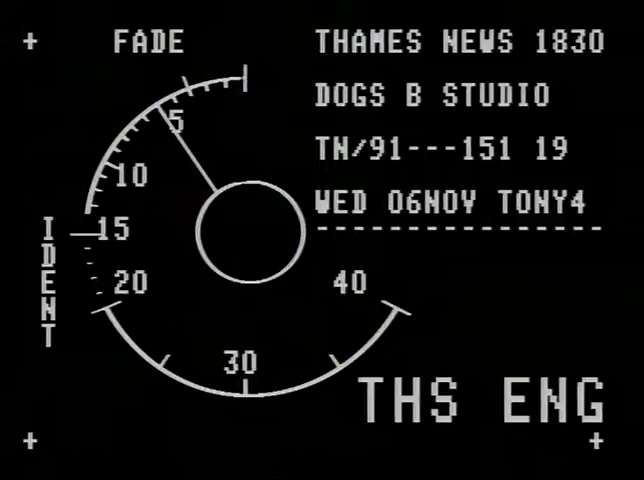 FADE
THAMES NEWS 1830
DOGS B STUDIO
TN/91---151 19
WED 06NOV TONY4
----------------
5
10
15
20
30
40
IDENT
THS ENG